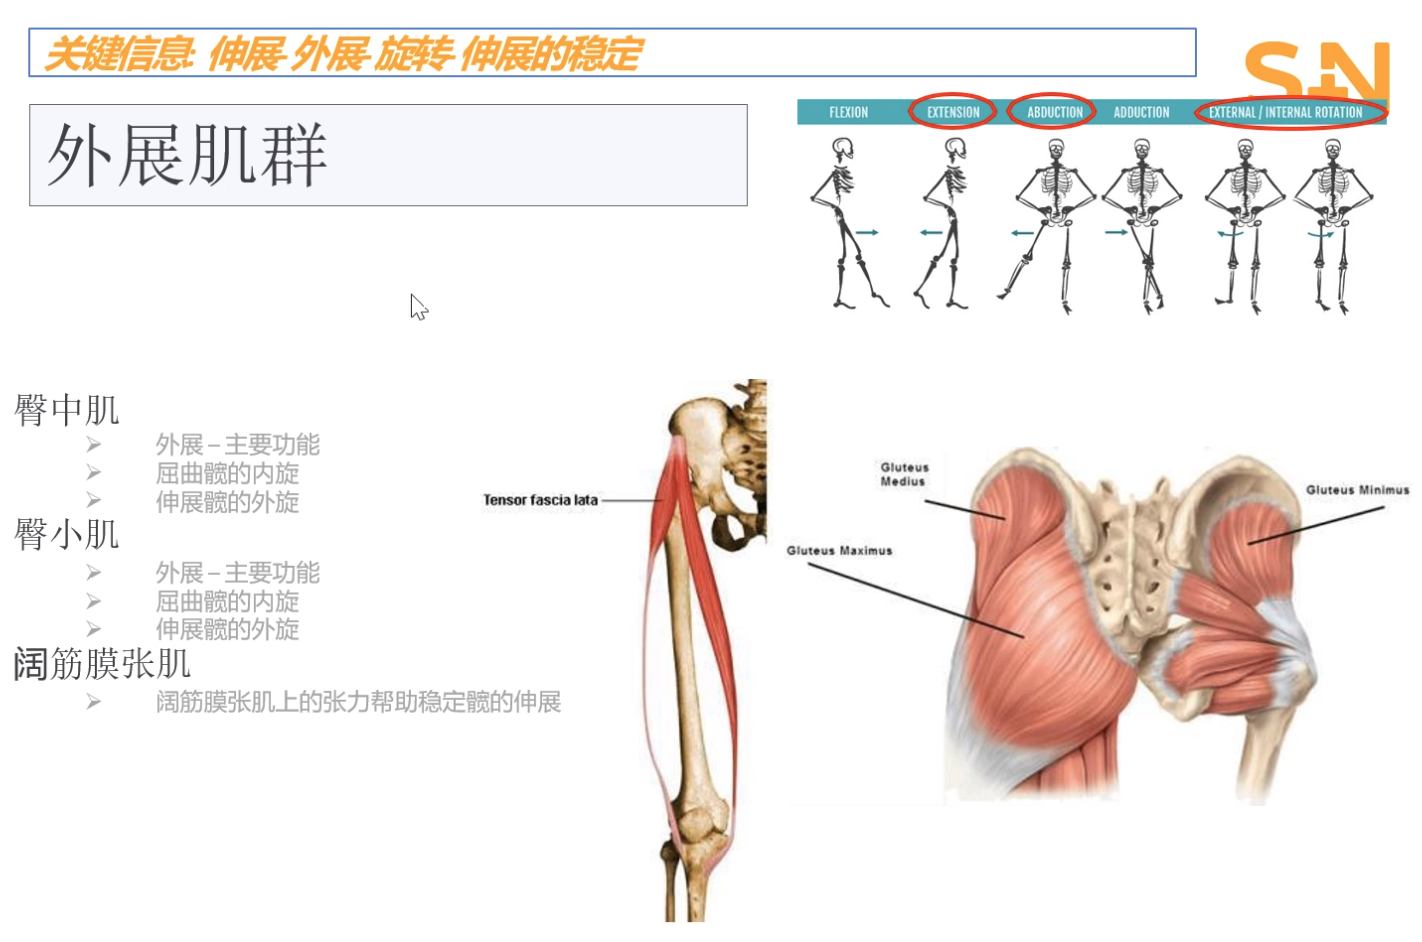 关键信息: 伸展-外展-旋转-伸展的稳定
S+N
外展肌群
FLEXION EXTENSION ABDUCTION ADDUCTION EXTERNAL / INTERNAL ROTATION
臀中肌
➢ 外展 – 主要功能
➢ 屈曲髋的内旋
➢ 伸展髋的外旋
臀小肌
➢ 外展 – 主要功能
➢ 屈曲髋的内旋
➢ 伸展髋的外旋
阔筋膜张肌
➢ 阔筋膜张肌上的张力帮助稳定髋的伸展
Tensor fascia lata
Gluteus
Medius
Gluteus Minimus
Gluteus Maximus